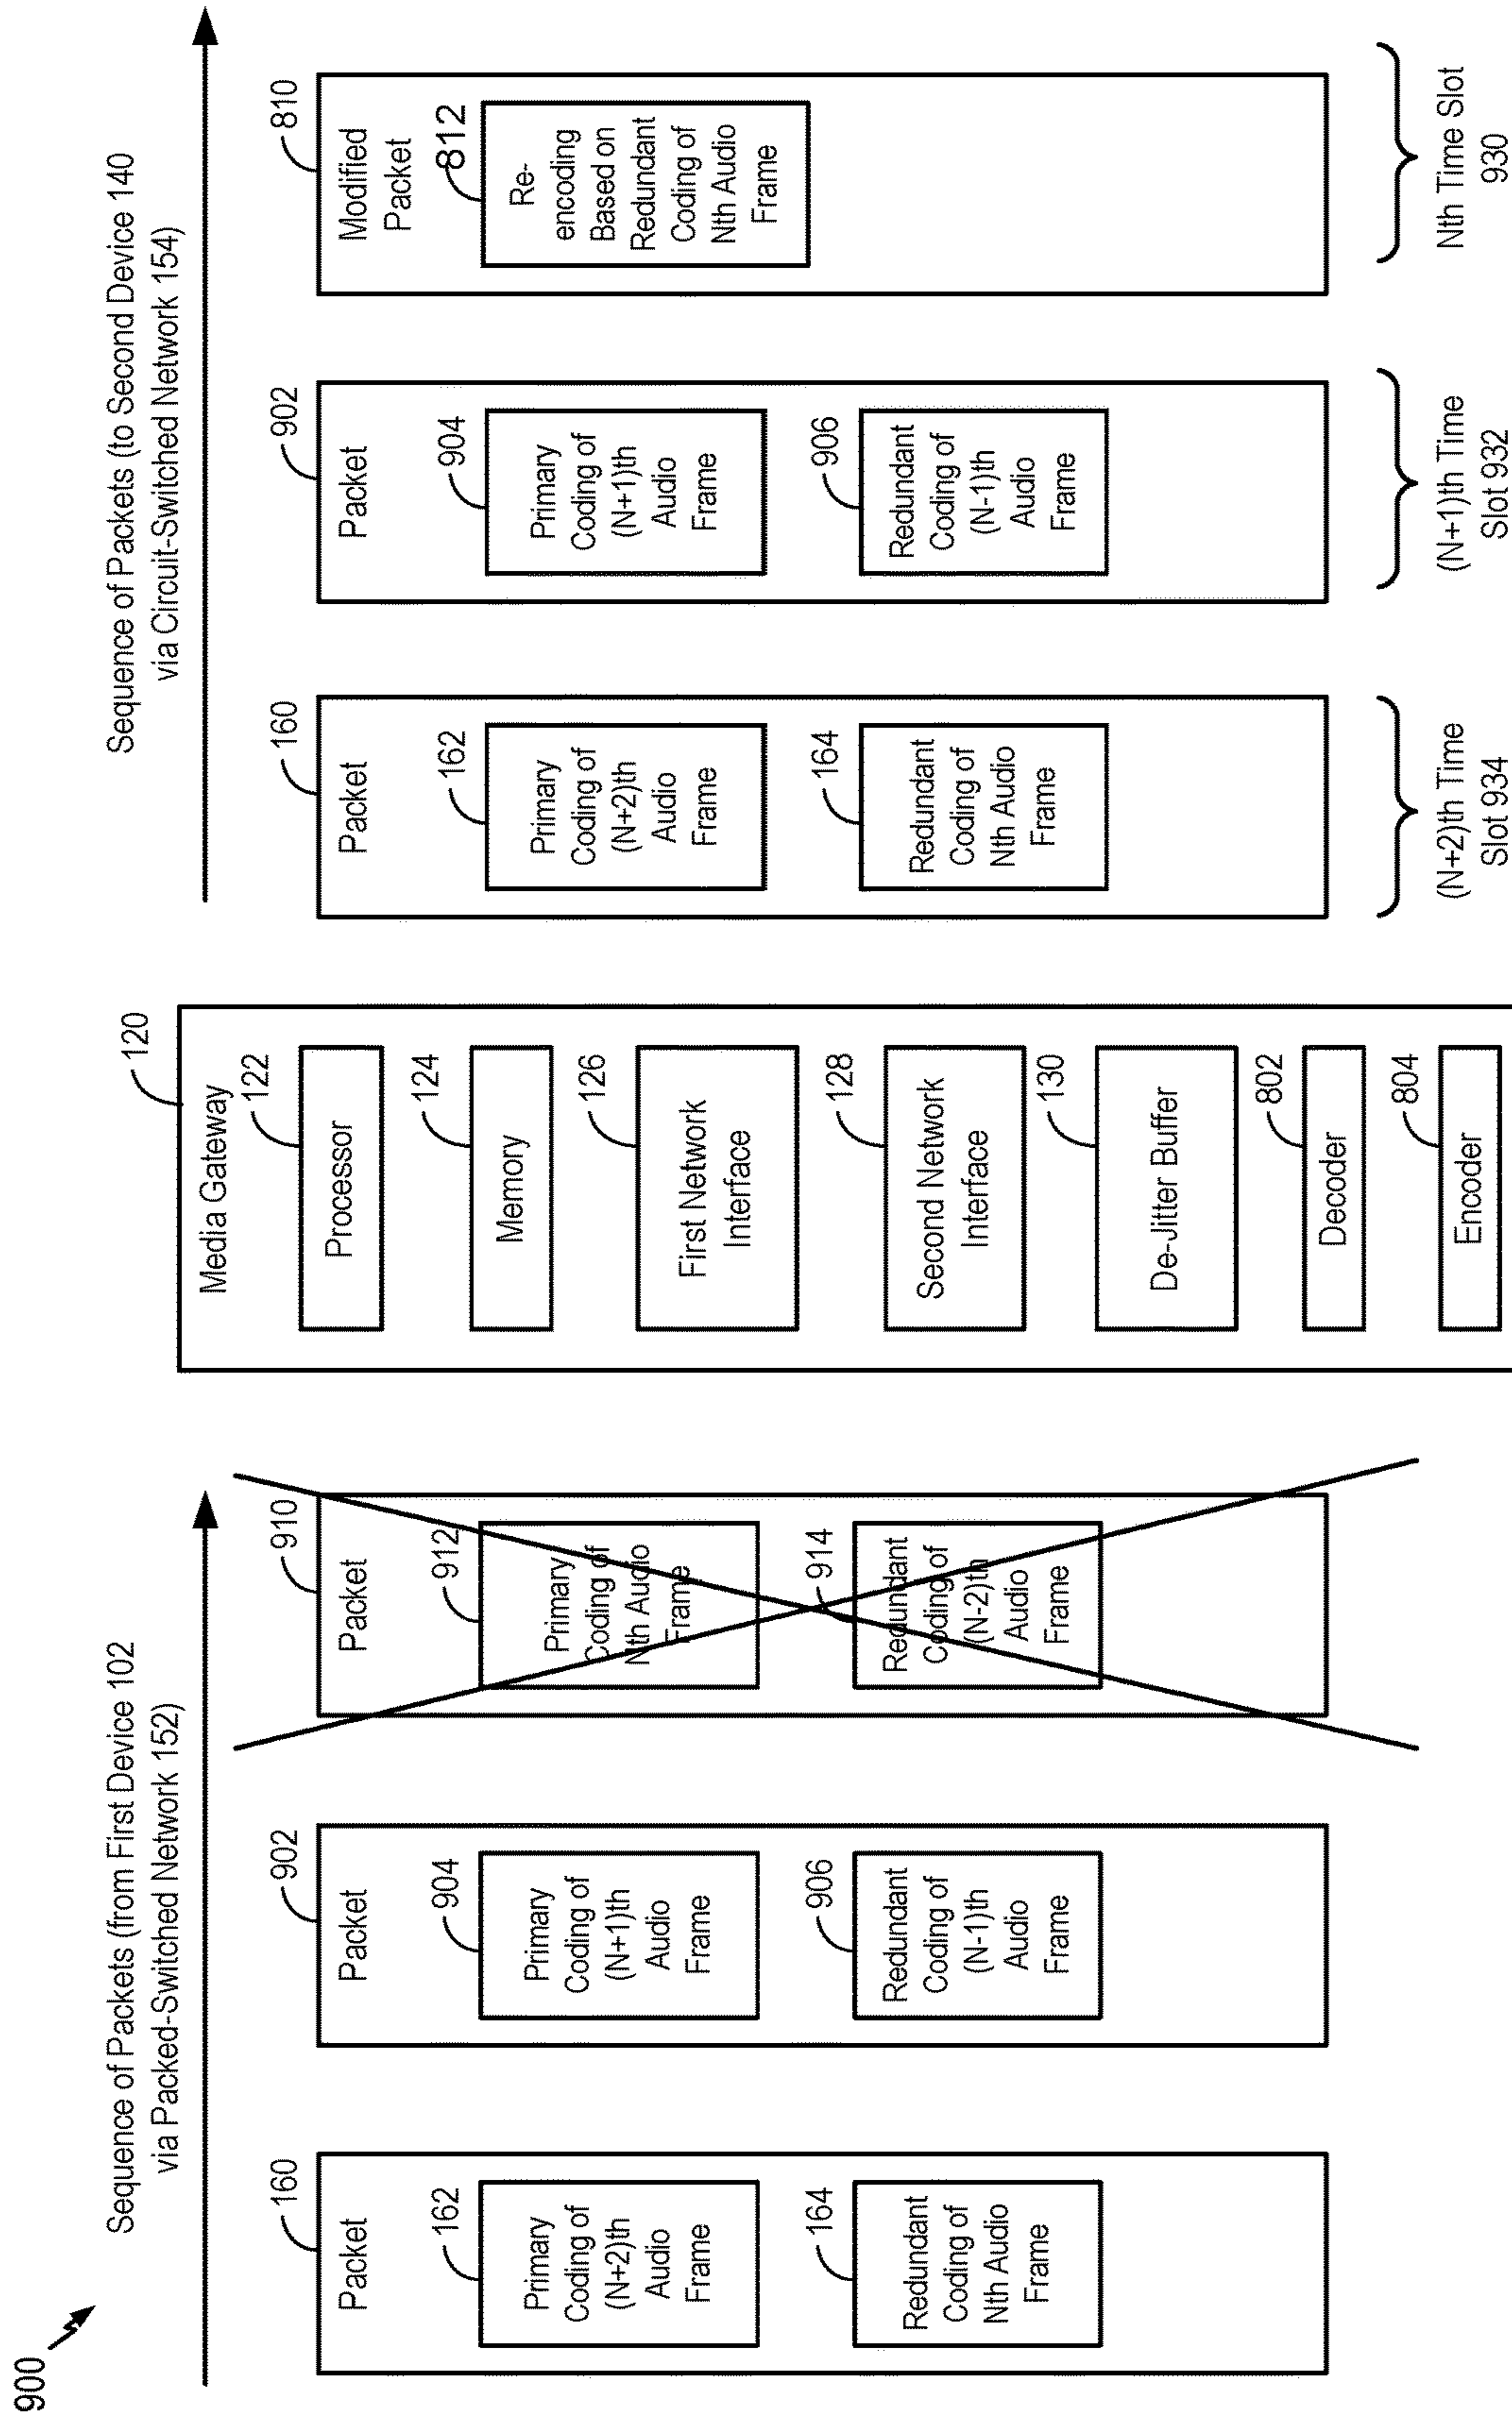 900
Sequence of Packets (from First Device 102
via Packed-Switched Network 152)
160
Packet
162
Primary
Coding of
(N+2)th
Audio
Frame
164
Redundant
Coding of
Nth Audio
Frame
902
Packet
904
Primary
Coding of
(N+1)th
Audio
Frame
906
Redundant
Coding of
(N-1)th
Audio
Frame
910
Packet
912
Primary
Coding of
Nth Audio
Frame
914
Redundant
Coding of
(N-2)th
Audio
Frame
120
Media Gateway
122
Processor
124
Memory
126
First Network
Interface
128
Second Network
Interface
130
De-Jitter Buffer
802
Decoder
804
Encoder
Sequence of Packets (to Second Device 140
via Circuit-Switched Network 154)
160
Packet
162
Primary
Coding of
(N+2)th
Audio
Frame
164
Redundant
Coding of
Nth Audio
Frame
(N+2)th Time
Slot 934
902
Packet
904
Primary
Coding of
(N+1)th
Audio
Frame
906
Redundant
Coding of
(N-1)th
Audio
Frame
(N+1)th Time
Slot 932
810
Modified
Packet
812
Re-
encoding
Based on
Redundant
Coding of
Nth Audio
Frame
Nth Time Slot
930